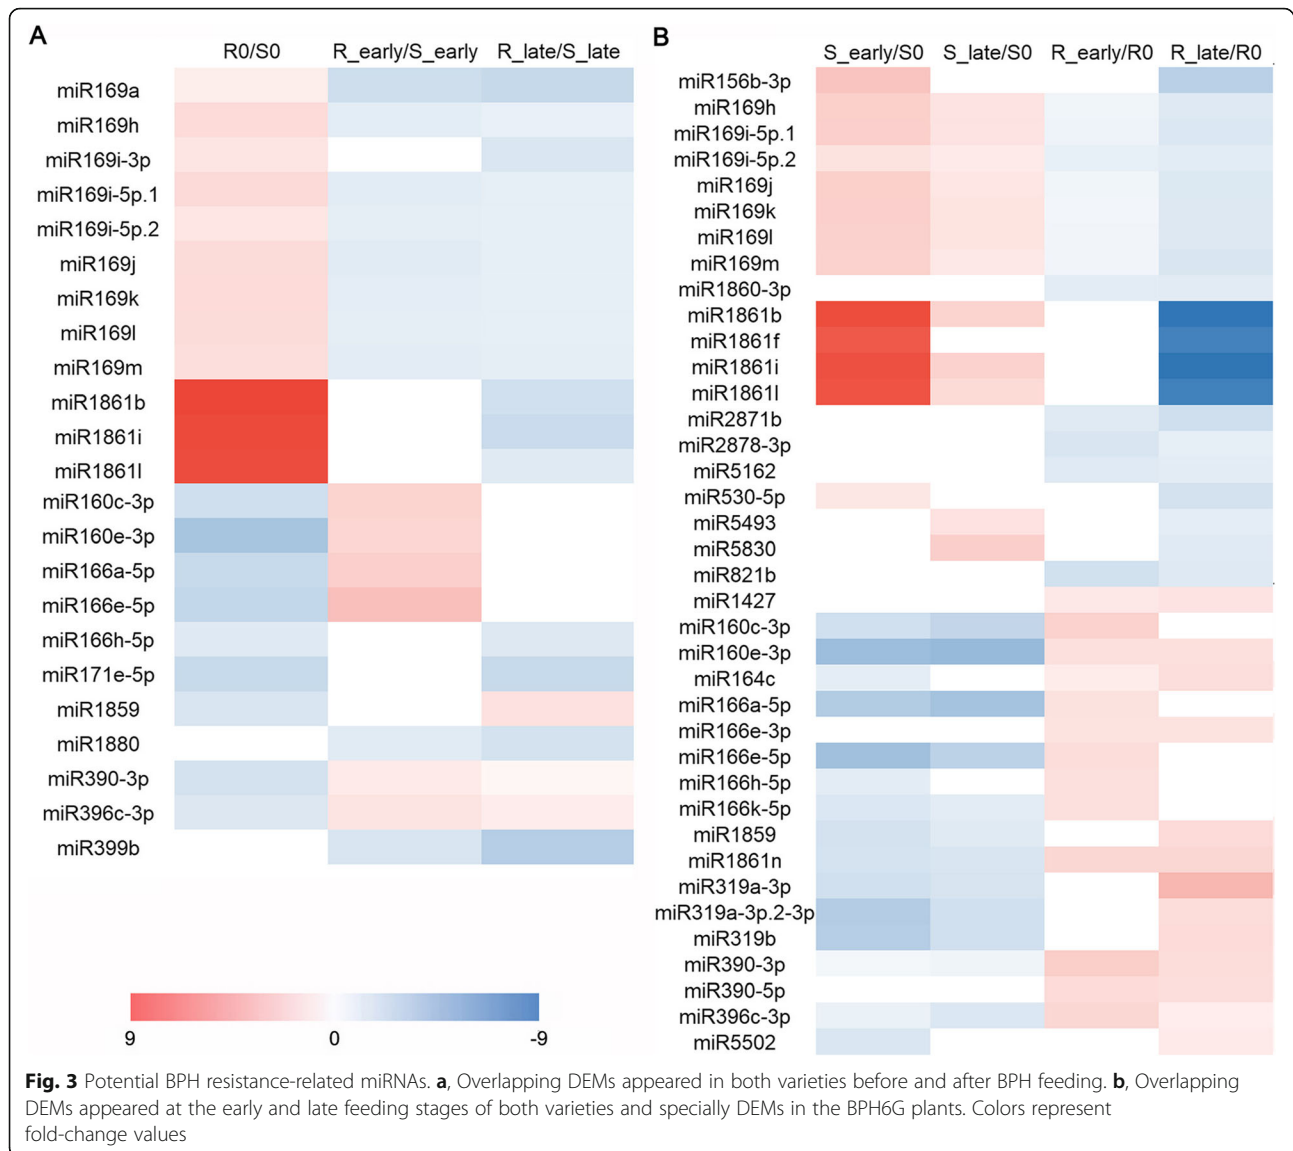 A
R0/S0 R_early/S_early R_late/S_late
miR169a
miR169h
miR169i-3p
miR169i-5p.1
miR169i-5p.2
miR169j
miR169k
miR169l
miR169m
miR1861b
miR1861i
miR1861l
miR160c-3p
miR160e-3p
miR166a-5p
miR166e-5p
miR166h-5p
miR171e-5p
miR1859
miR1880
miR390-3p
miR396c-3p
miR399b
9 0 -9
B
S_early/S0 S_late/S0 R_early/R0 R_late/R0
miR156b-3p
miR169h
miR169i-5p.1
miR169i-5p.2
miR169j
miR169k
miR169l
miR169m
miR1860-3p
miR1861b
miR1861f
miR1861i
miR1861l
miR2871b
miR2878-3p
miR5162
miR530-5p
miR5493
miR5830
miR821b
miR1427
miR160c-3p
miR160e-3p
miR164c
miR166a-5p
miR166e-3p
miR166e-5p
miR166h-5p
miR166k-5p
miR1859
miR1861n
miR319a-3p
miR319a-3p.2-3p
miR319b
miR390-3p
miR390-5p
miR396c-3p
miR5502
Fig. 3 Potential BPH resistance-related miRNAs. a, Overlapping DEMs appeared in both varieties before and after BPH feeding. b, Overlapping
DEMs appeared at the early and late feeding stages of both varieties and specially DEMs in the BPH6G plants. Colors represent
fold-change values